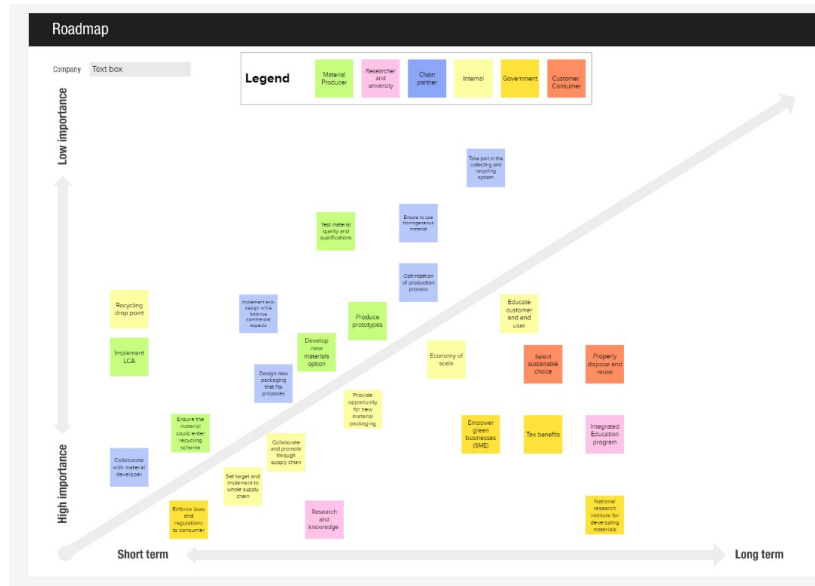 Roadmap
Company
Text box
Legend
Material
Producer
Researcher
and
university
Chain
partner
Internal
Government
Customer
Consumer
Low importance
High importance
Take part in the
collecting and
recycling
system
Test material
quality and
qualifications
Ensure to use
homogeneous
material
Optimization
of production
process
Recycling
drop point
Implement eco-
design while
balance
commercial
aspects
Produce
prototypes
Educate
customer
and end
user
Implement
LCA
Develop
new
materials
option
Economy of
scale
Select
sustainable
choice
Properly
dispose and
reuse
Design new
packaging
that fits
proposes
Provide
opportunity
for new
material
packaging
Ensure the
material
could enter
recycling
scheme
Empower
green
businesses
(SME)
Tax benefits
Integrated
Education
program
Collaborate
with material
developer
Collaborate
and promote
through
supply chain
Set target and
implement to
whole supply
chain
Enforce laws
and
regulations
to consumer
Research
and
knowledge
National
research
institute for
developing
materials
Short term
Long term